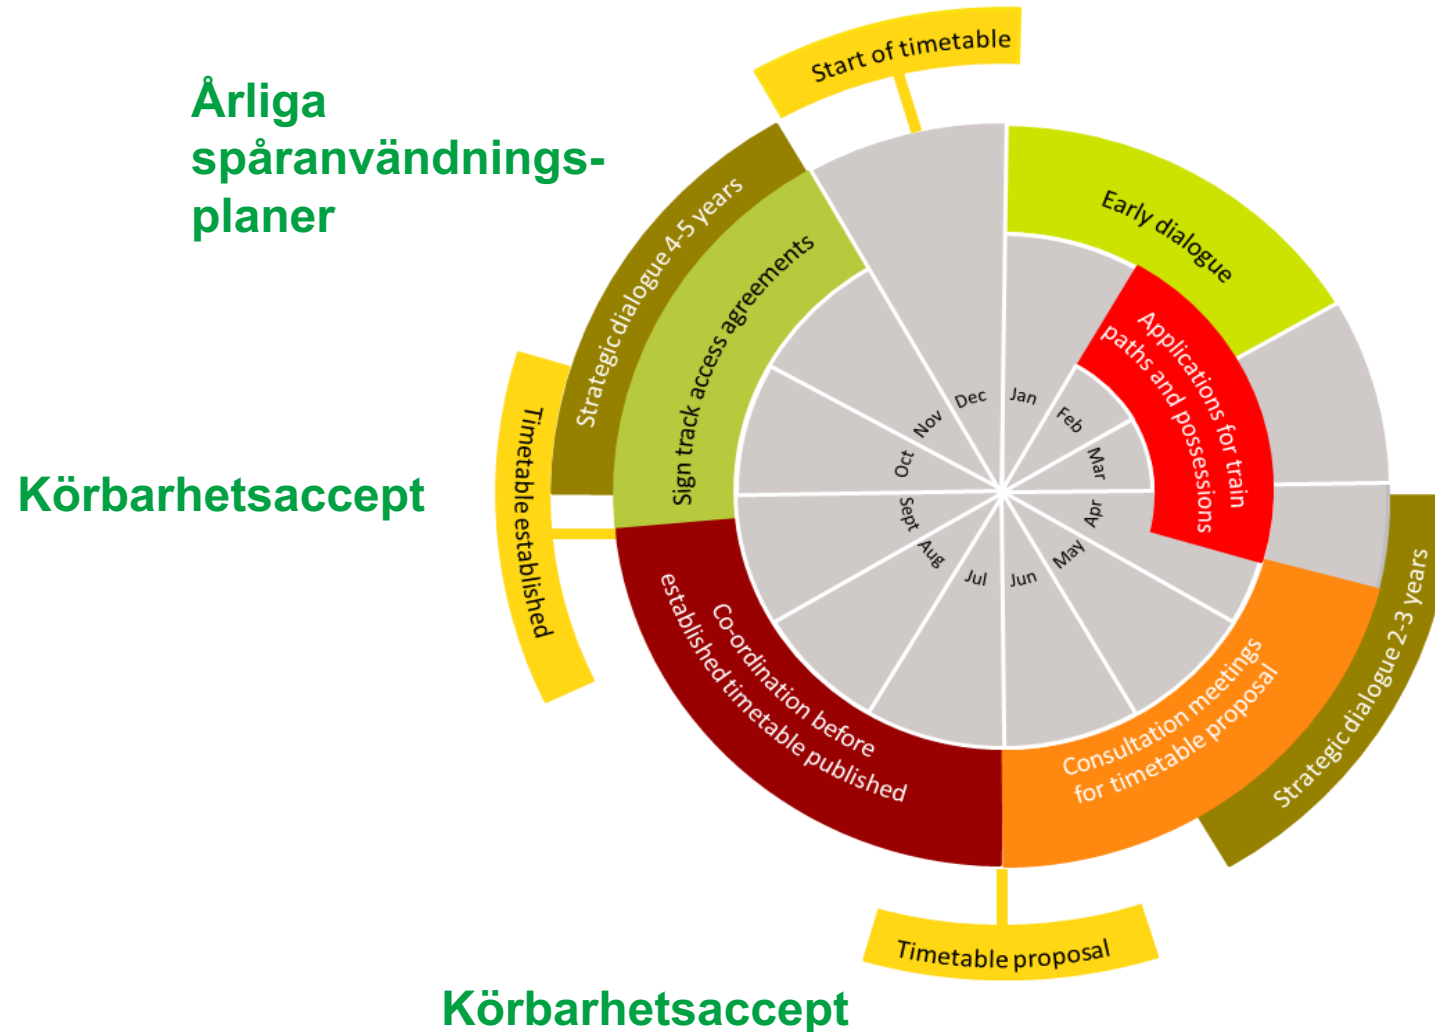 Start of timetable
Årliga
spåranvändnings-
planer
Strategic dialogue 4-5 years
Sign track access agreements
Early dialogue
Applications for train
paths and possessions
Dec
Jan
Nov
Feb
Oct
Mar
Sept
Apr
Aug
May
Jul
Jun
Timetable established
Körbarhetsaccept
Strategic dialogue 2-3 years
Co-ordination before
established timetable published
Consultation meetings
for timetable proposal
Timetable proposal
Körbarhetsaccept